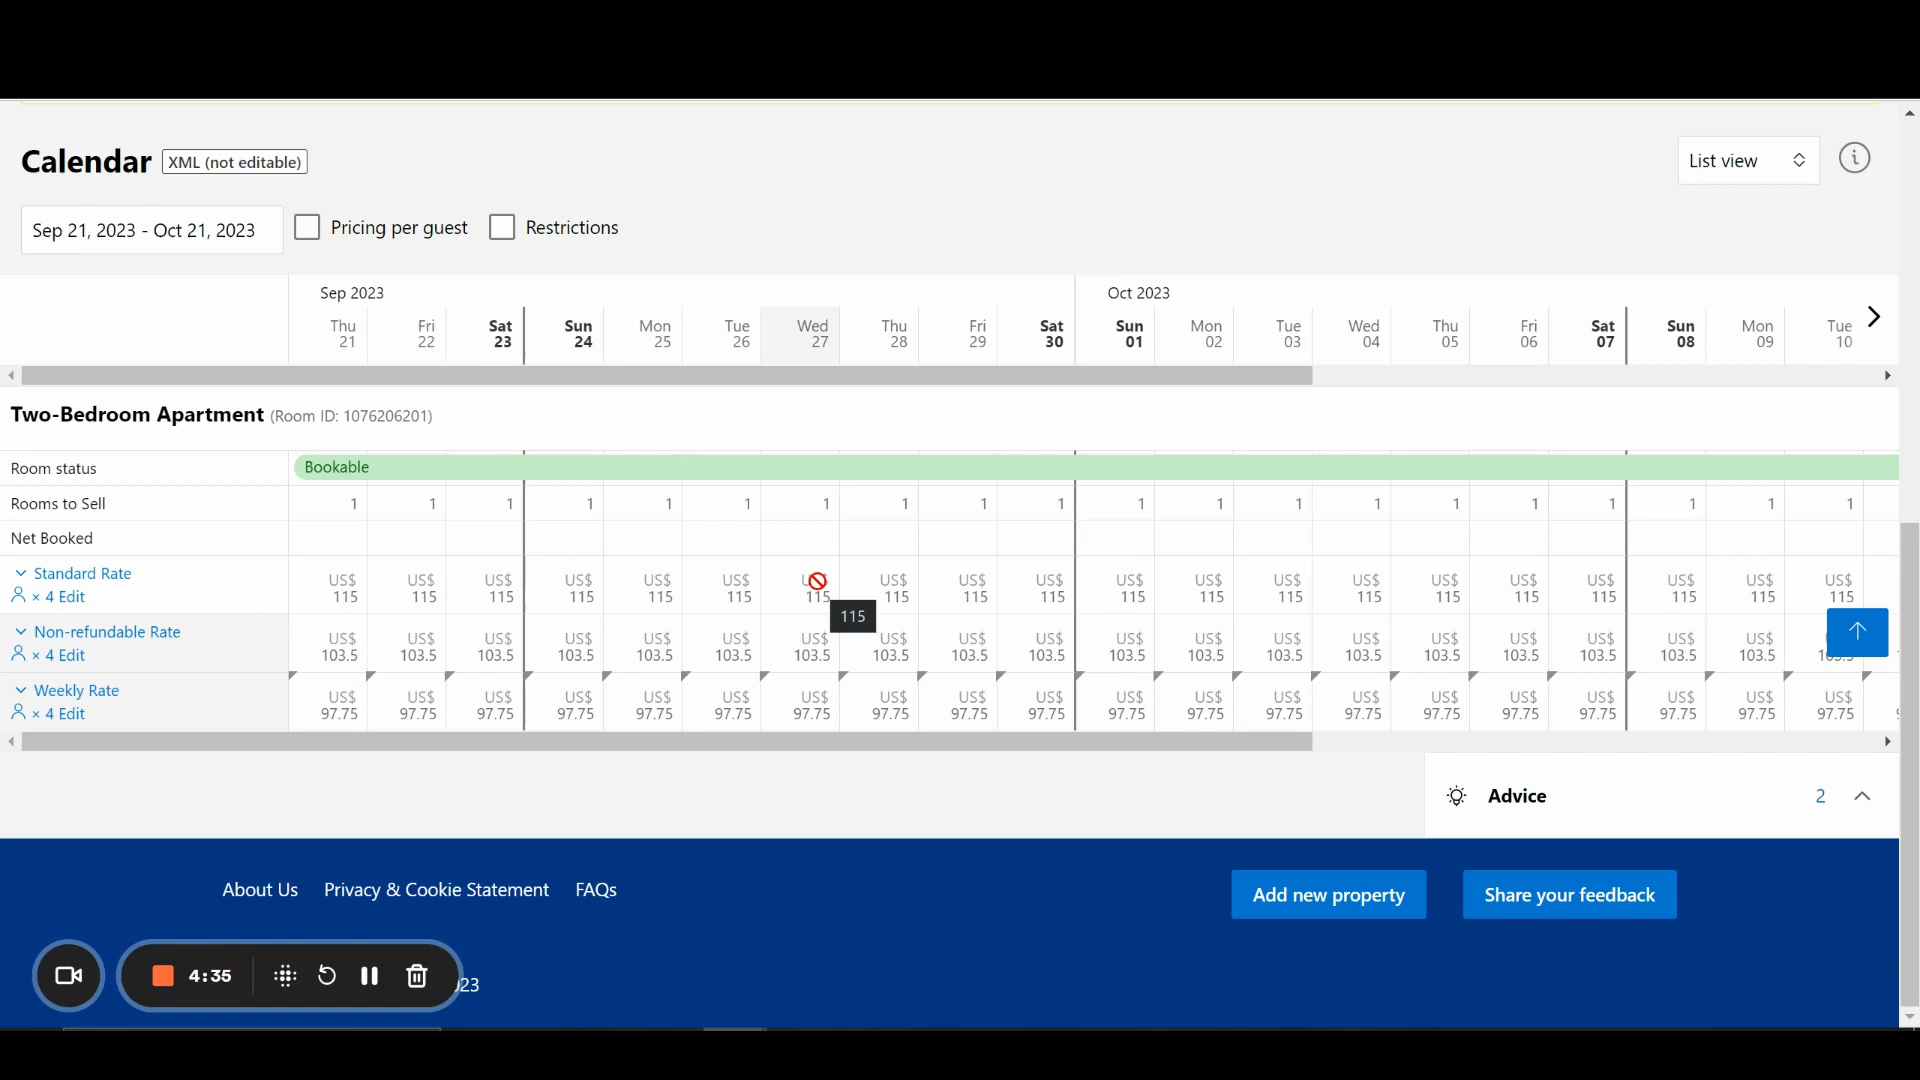 Calendar XML (not editable)
List view
Sep 21, 2023 - Oct 21, 2023
Pricing per guest
Restrictions
Sep 2023 Oct 2023
Thu Fri Sat Sun Mon Tue Wed Thu Fri Sat Sun Mon Tue Wed Thu Fri Sat Sun Mon Tue
21 22 23 24 25 26 27 28 29 30 01 02 03 04 05 06 07 08 09 10
Two-Bedroom Apartment (Room ID: 1076206201)
Room status Bookable
Rooms to Sell 1 1 1 1 1 1 1 1 1 1 1 1 1 1 1 1 1 1 1 1
Net Booked
Standard Rate US$ US$ US$ US$ US$ US$ US$ US$ US$ US$ US$ US$ US$ US$ US$ US$ US$ US$ US$
× 4 Edit 115 115 115 115 115 115 115 115 115 115 115 115 115 115 115 115 115 115 115 115
115
Non-refundable Rate US$ US$ US$ US$ US$ US$ US$ US$ US$ US$ US$ US$ US$ US$ US$ US$ US$ US$ US$
× 4 Edit 103.5 103.5 103.5 103.5 103.5 103.5 103.5 103.5 103.5 103.5 103.5 103.5 103.5 103.5 103.5 103.5 103.5 103.5 103.5 103.5
Weekly Rate US$ US$ US$ US$ US$ US$ US$ US$ US$ US$ US$ US$ US$ US$ US$ US$ US$ US$ US$ US$
× 4 Edit 97.75 97.75 97.75 97.75 97.75 97.75 97.75 97.75 97.75 97.75 97.75 97.75 97.75 97.75 97.75 97.75 97.75 97.75 97.75 97.75
Advice 2
About Us Privacy & Cookie Statement FAQs
Add new property
Share your feedback
4:35